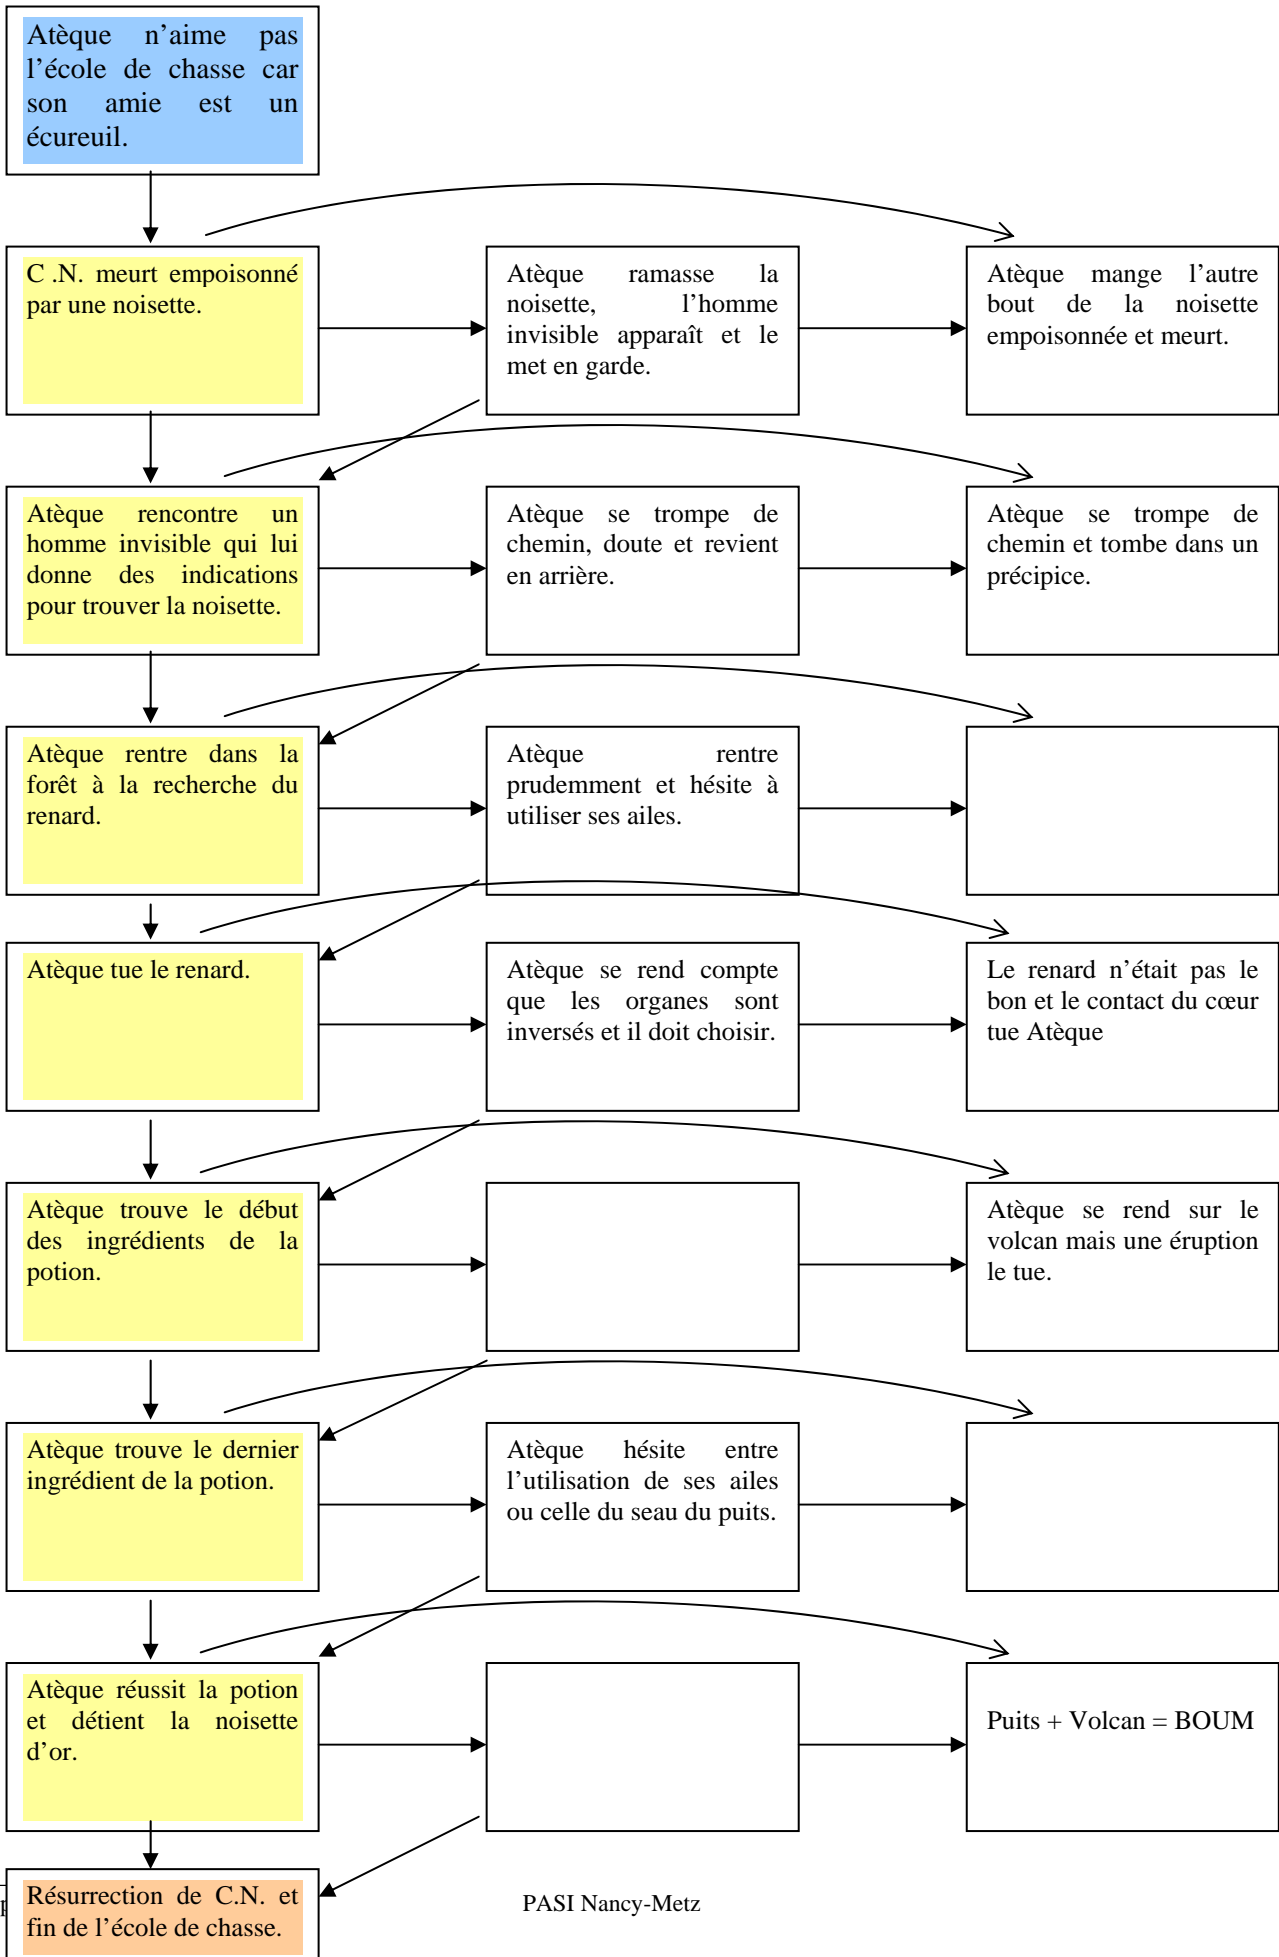 Atèque n’aime pas
l’école de chasse car
son amie est un
écureuil.
C .N. meurt empoisonné
par une noisette.
Atèque ramasse la
noisette, l’homme
invisible apparaît et le
met en garde.
Atèque mange l’autre
bout de la noisette
empoisonnée et meurt.
Atèque rencontre un
homme invisible qui lui
donne des indications
pour trouver la noisette.
Atèque se trompe de
chemin, doute et revient
en arrière.
Atèque se trompe de
chemin et tombe dans un
précipice.
Atèque rentre dans la
forêt à la recherche du
renard.
Atèque rentre
prudemment et hésite à
utiliser ses ailes.
Atèque tue le renard.
Atèque se rend compte
que les organes sont
inversés et il doit choisir.
Le renard n’était pas le
bon et le contact du cœur
tue Atèque
Atèque trouve le début
des ingrédients de la
potion.
Atèque se rend sur le
volcan mais une éruption
le tue.
Atèque trouve le dernier
ingrédient de la potion.
Atèque hésite entre
l’utilisation de ses ailes
ou celle du seau du puits.
Atèque réussit la potion
et détient la noisette
d’or.
Puits + Volcan = BOUM
Résurrection de C.N. et
fin de l’école de chasse.
PASI Nancy-Metz